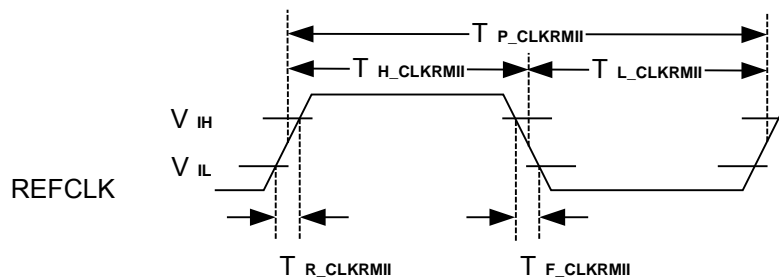 T P_CLKRMII
T H_CLKRMII T L_CLKRMII
V IH
V IL
REFCLK
T R_CLKRMII T F_CLKRMII